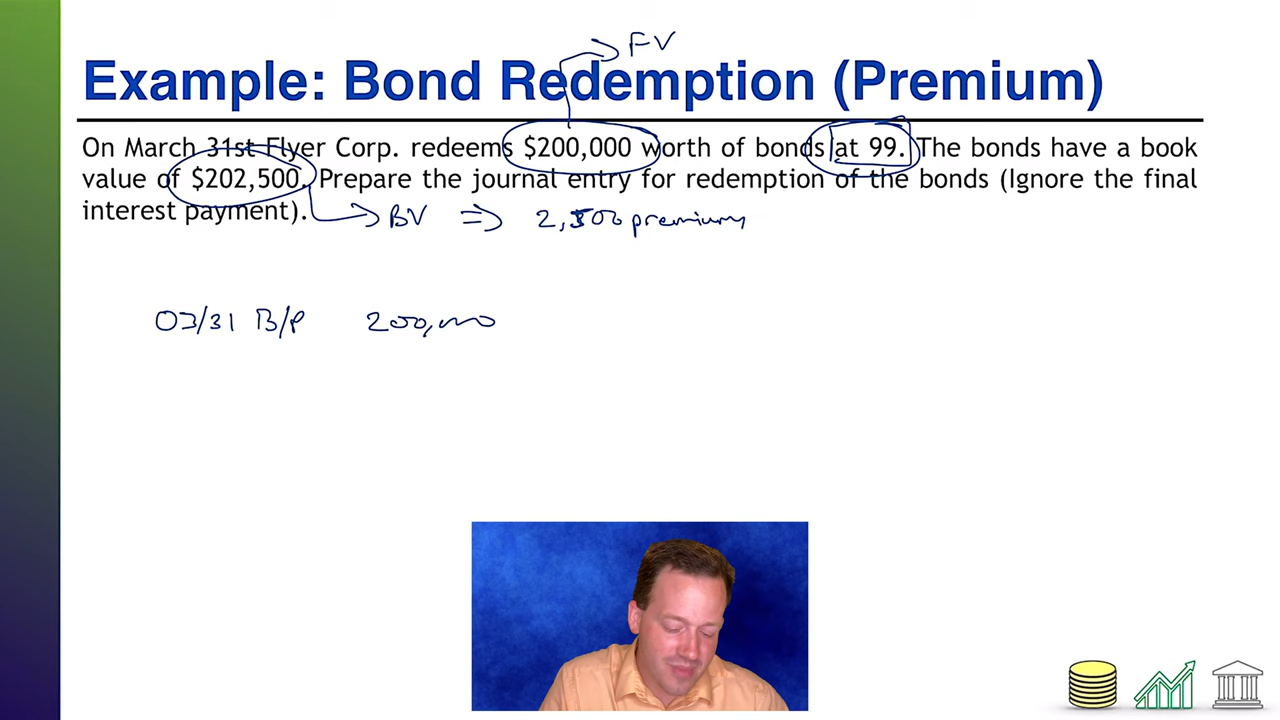 FV
Example: Bond Redemption (Premium)
On March 31st Flyer Corp. redeems $200,000 worth of bonds at 99. The bonds have a book
value of $202,500. Prepare the journal entry for redemption of the bonds (Ignore the final
interest payment).
BV ⇒ 2,500 premium
03/31 B/P 200,000